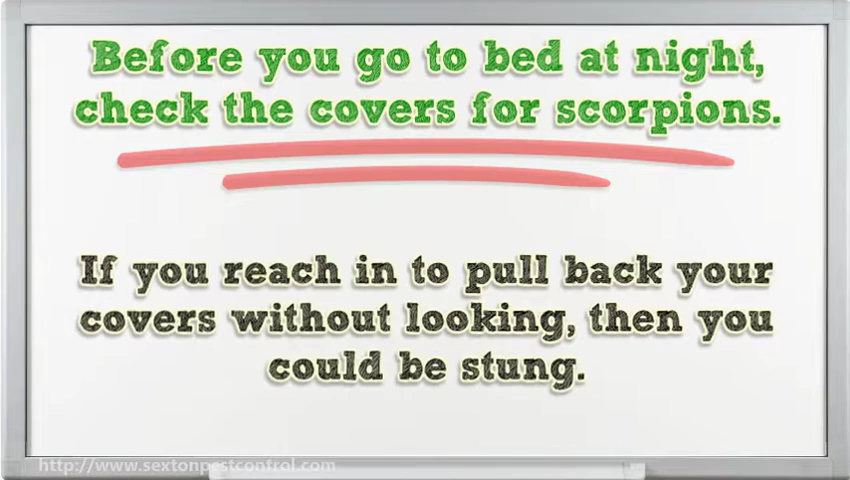 Before you go to bed at night,
check the covers for scorpions.
If you reach in to pull back your
covers without looking, then you
could be stung.
http://www.sextonpestcontrol.com